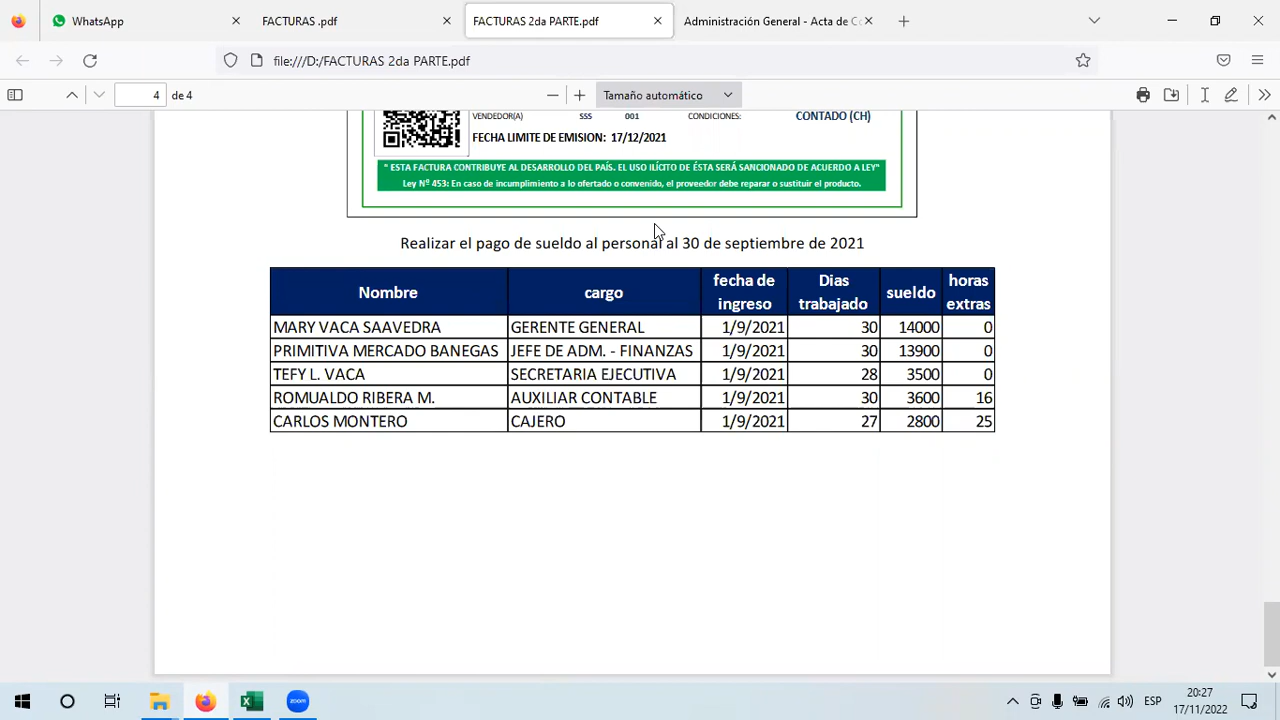 WhatsApp
FACTURAS .pdf
FACTURAS 2da PARTE.pdf
Administración General - Acta de C
file:///D:/FACTURAS 2da PARTE.pdf
4 de 4
Tamaño automático
VENDEDOR(A) SSS 001 CONDICIONES: CONTADO (CH)
FECHA LIMITE DE EMISION: 17/12/2021
" ESTA FACTURA CONTRIBUYE AL DESARROLLO DEL PAÍS. EL USO ILÍCITO DE ÉSTA SERÁ SANCIONADO DE ACUERDO A LEY"
Ley Nº 453: En caso de incumplimiento a lo ofertado o convenido, el proveedor debe reparar o sustituir el producto.
Realizar el pago de sueldo al personal al 30 de septiembre de 2021
Nombre cargo fecha de ingreso Dias trabajado sueldo horas extras
MARY VACA SAAVEDRA GERENTE GENERAL 1/9/2021 30 14000 0
PRIMITIVA MERCADO BANEGAS JEFE DE ADM. - FINANZAS 1/9/2021 30 13900 0
TEFY L. VACA SECRETARIA EJECUTIVA 1/9/2021 28 3500 0
ROMUALDO RIBERA M. AUXILIAR CONTABLE 1/9/2021 30 3600 16
CARLOS MONTERO CAJERO 1/9/2021 27 2800 25
zoom
ESP
20:27
17/11/2022